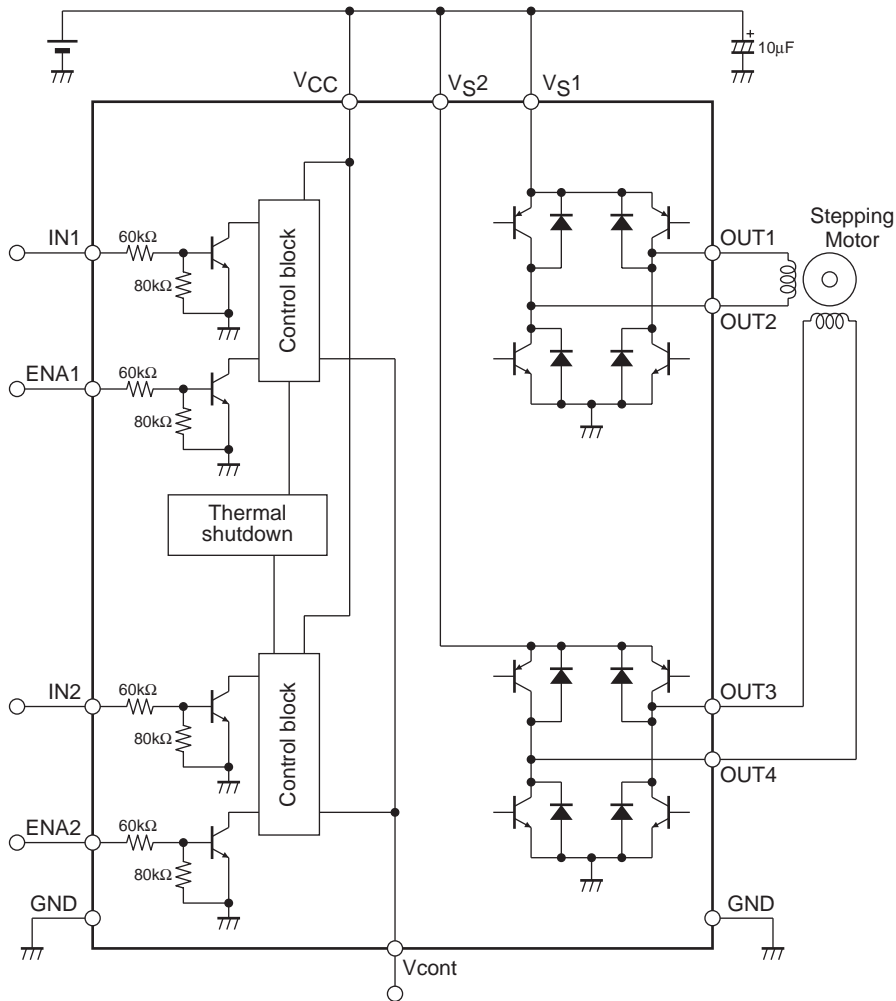 10μF
VCC
VS2
VS1
IN1
60kΩ
80kΩ
Control block
OUT1
Stepping
Motor
OUT2
ENA1
60kΩ
80kΩ
Thermal
shutdown
IN2
60kΩ
80kΩ
Control block
OUT3
OUT4
ENA2
60kΩ
80kΩ
GND
GND
Vcont